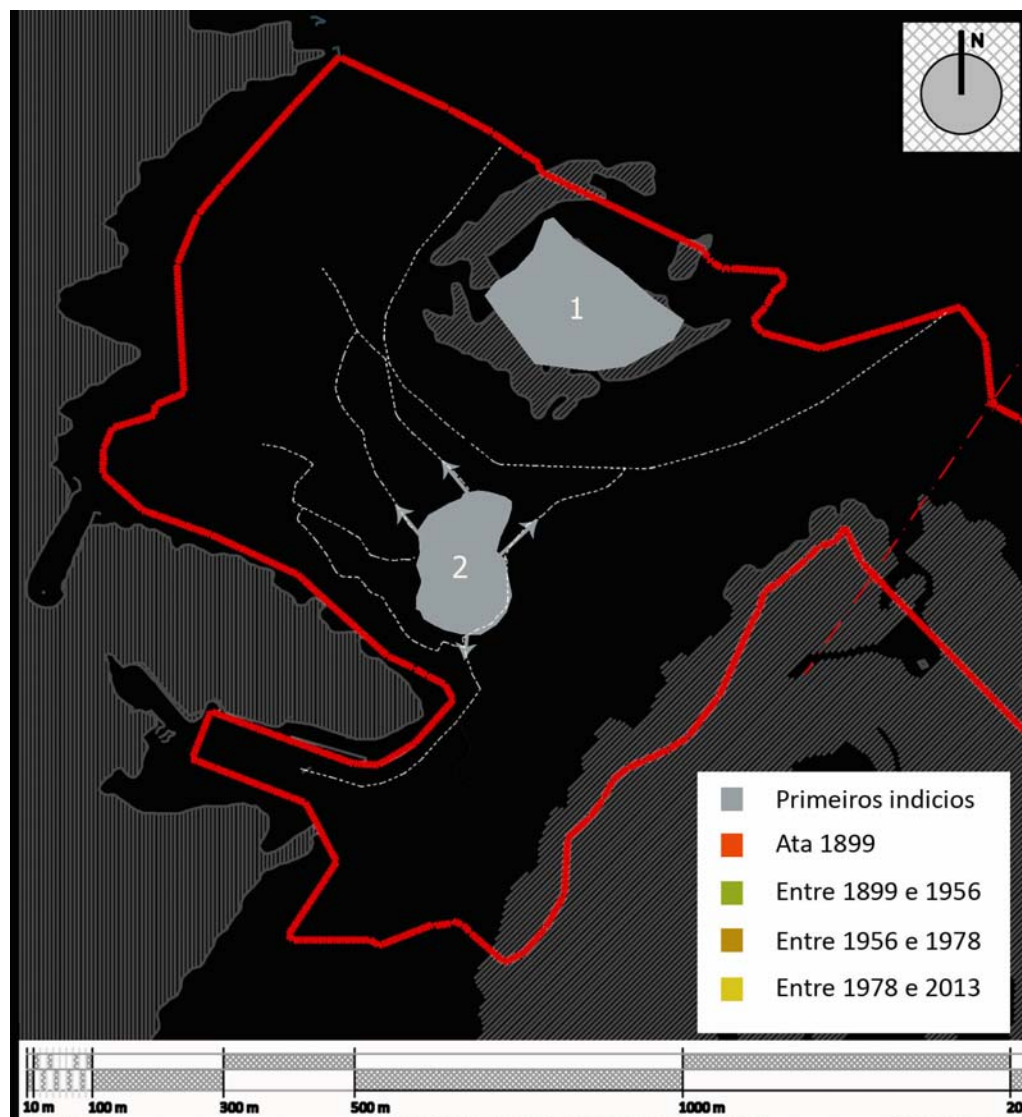 N
1
2
Primeiros indicios
Ata 1899
Entre 1899 e 1956
Entre 1956 e 1978
Entre 1978 e 2013
10 m 100 m 300 m 500 m 1000 m 20